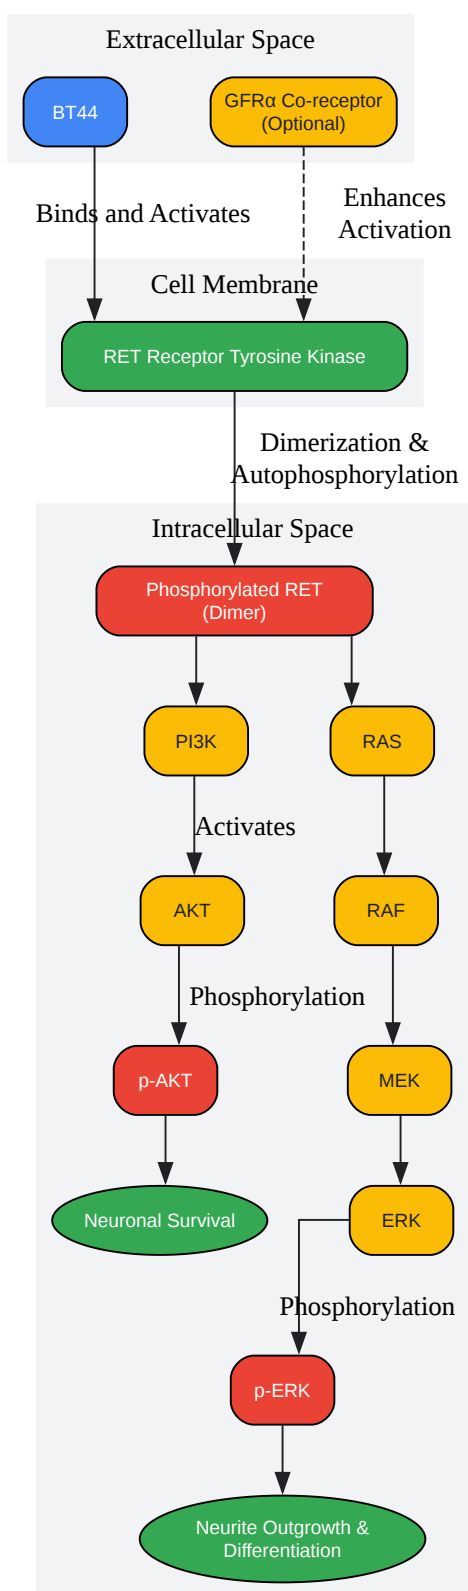 Extracellular Space
BT44
GFRα Co-receptor
(Optional)
Binds and Activates
Enhances
Activation
Cell Membrane
RET Receptor Tyrosine Kinase
Dimerization &
Autophosphorylation
Intracellular Space
Phosphorylated RET
(Dimer)
PI3K
RAS
Activates
AKT
RAF
Phosphorylation
p-AKT
MEK
Neuronal Survival
ERK
Phosphorylation
p-ERK
Neurite Outgrowth &
Differentiation